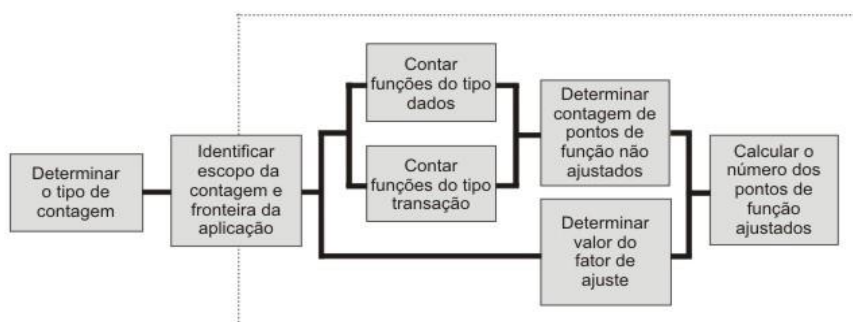 Determinar
o tipo de
contagem
Identificar
escopo da
contagem e
fronteira da
aplicação
Contar
funções do tipo
dados
Contar
funções do tipo
transação
Determinar
contagem de
pontos de
função não
ajustados
Determinar
valor do
fator de
ajuste
Calcular o
número dos
pontos de
função
ajustados